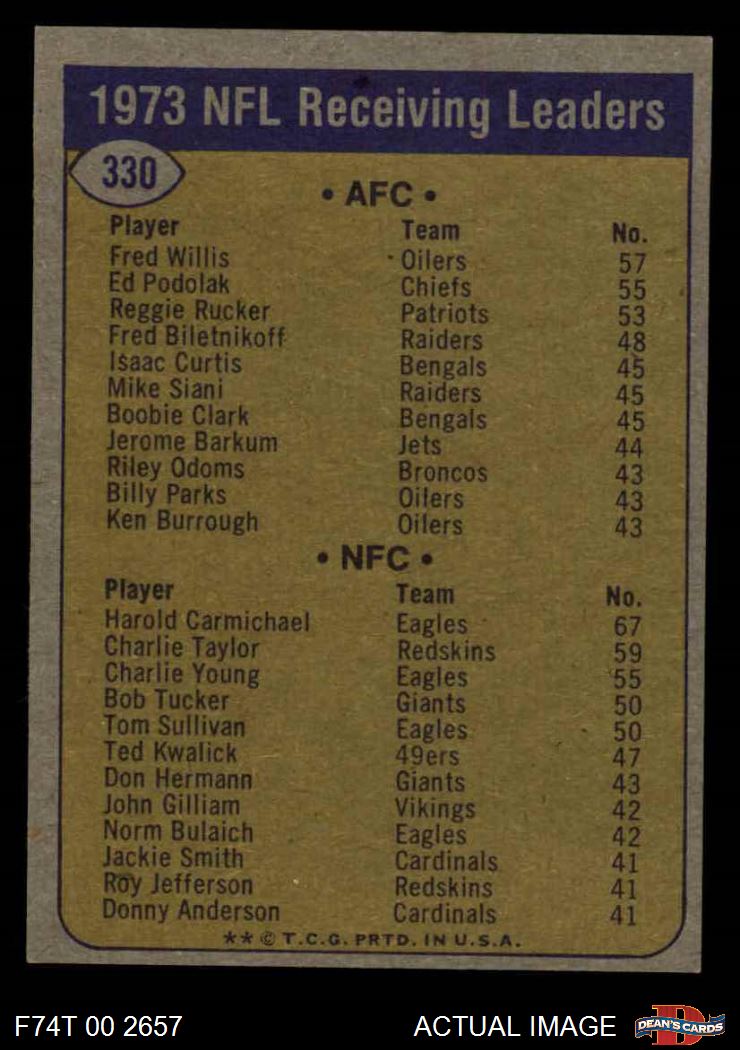 1973 NFL Receiving Leaders
330
• AFC •
Player Team No.
Fred Willis Oilers 57
Ed Podolak Chiefs 55
Reggie Rucker Patriots 53
Fred Biletnikoff Raiders 48
Isaac Curtis Bengals 45
Mike Siani Raiders 45
Boobie Clark Bengals 45
Jerome Barkum Jets 44
Riley Odoms Broncos 43
Billy Parks Oilers 43
Ken Burrough Oilers 43
• NFC •
Player Team No.
Harold Carmichael Eagles 67
Charlie Taylor Redskins 59
Charlie Young Eagles 55
Bob Tucker Giants 50
Tom Sullivan Eagles 50
Ted Kwalick 49ers 47
Don Hermann Giants 43
John Gilliam Vikings 42
Norm Bulaich Eagles 42
Jackie Smith Cardinals 41
Roy Jefferson Redskins 41
Donny Anderson Cardinals 41
** © T.C.G. PRTD. IN U.S.A.
F74T 00 2657 ACTUAL IMAGE D DEAN'S CARDS